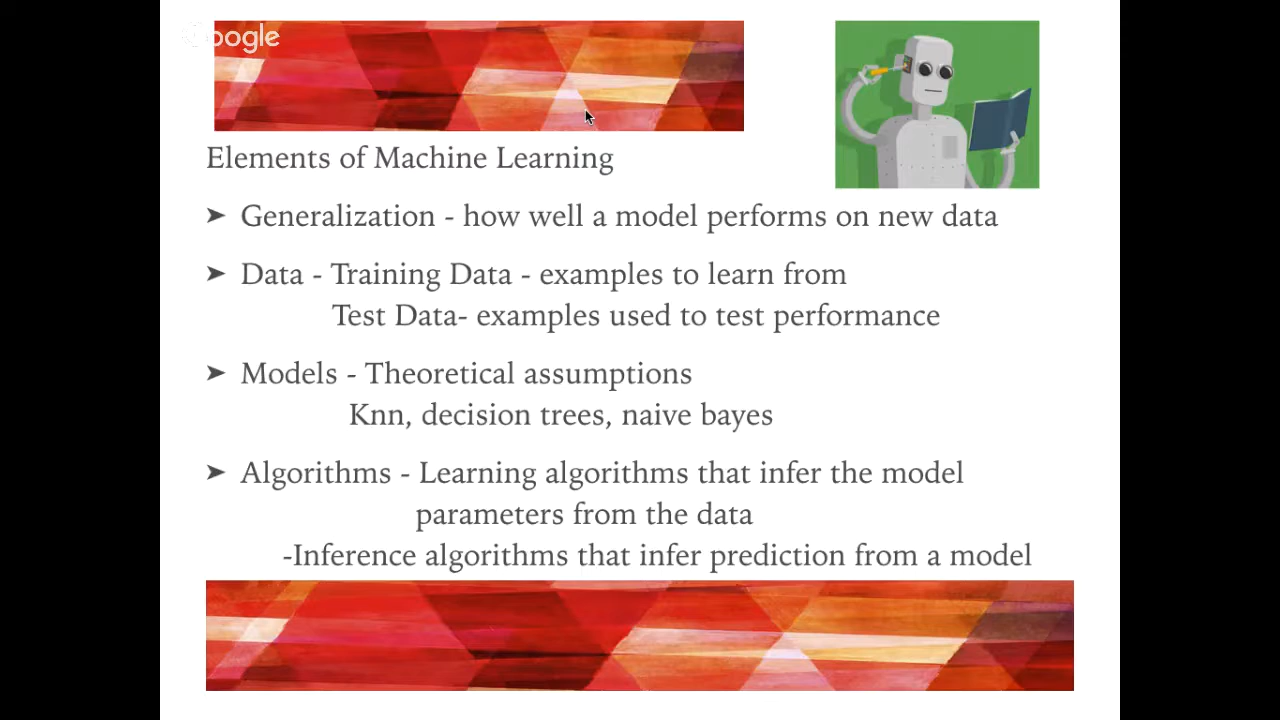 Google
Elements of Machine Learning
➤ Generalization - how well a model performs on new data
➤ Data - Training Data - examples to learn from
Test Data- examples used to test performance
➤ Models - Theoretical assumptions
Knn, decision trees, naive bayes
➤ Algorithms - Learning algorithms that infer the model
parameters from the data
-Inference algorithms that infer prediction from a model